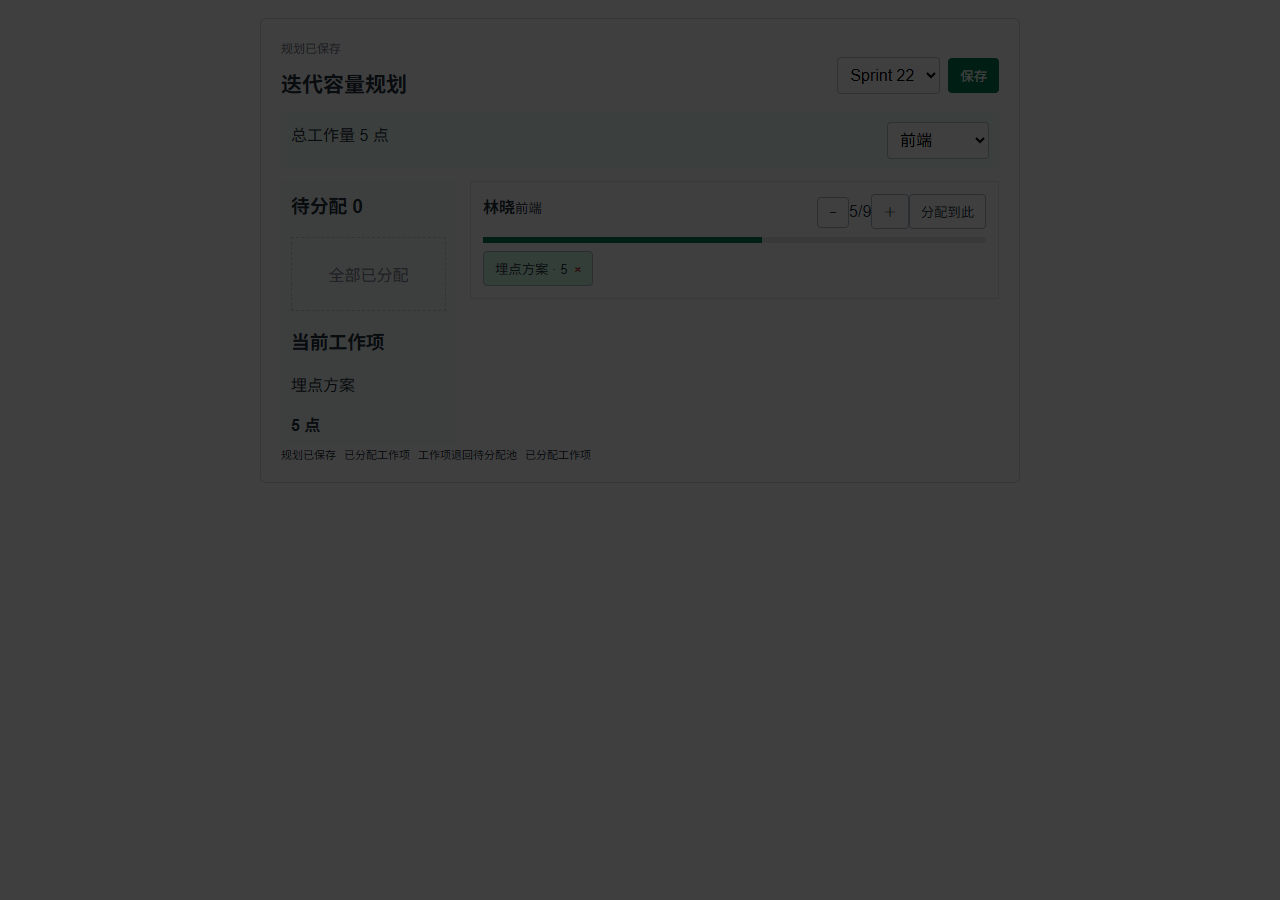 规划已保存
迭代容量规划
Sprint 22
保存
总工作量 5 点
前端
待分配 0
全部已分配
当前工作项
埋点方案
5 点
林晓前端
- 5/9 + 分配到此
埋点方案 · 5 ×
规划已保存 已分配工作项 工作项退回待分配池 已分配工作项